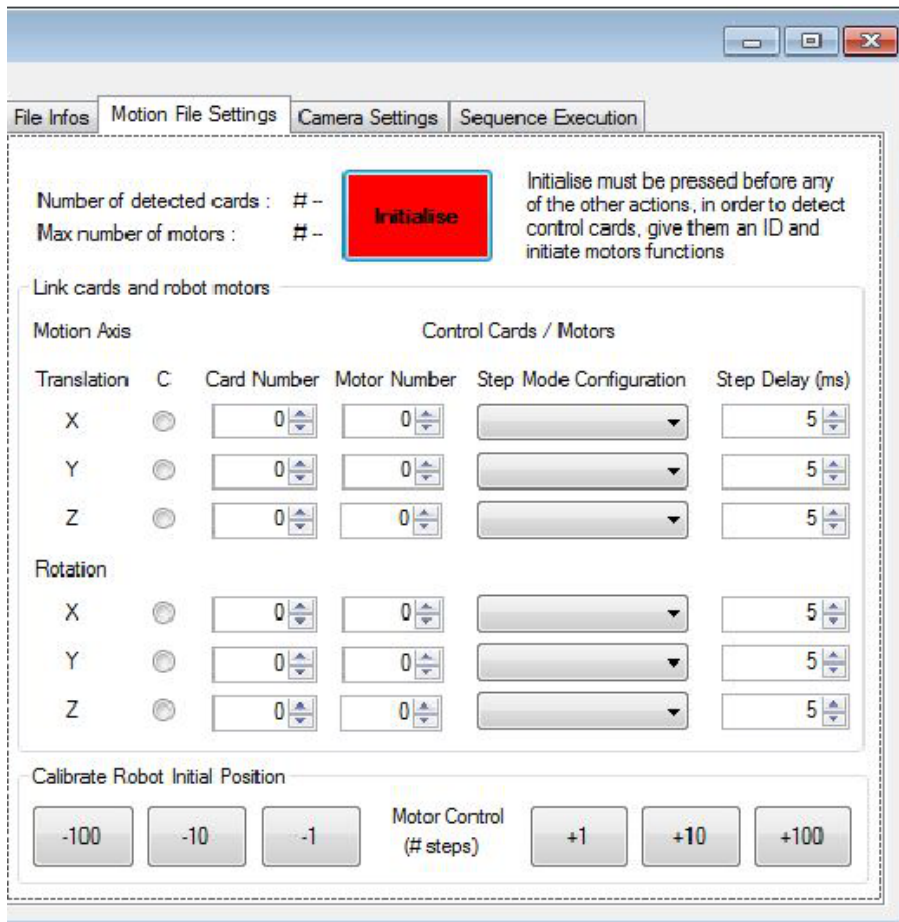 File Infos Motion File Settings Camera Settings Sequence Execution
Number of detected cards : # --
Max number of motors : # --
Initialise
Initialise must be pressed before any
of the other actions, in order to detect
control cards, give them an ID and
initiate motors functions
Link cards and robot motors
Motion Axis Control Cards / Motors
Translation C Card Number Motor Number Step Mode Configuration Step Delay (ms)
X 0 0 5
Y 0 0 5
Z 0 0 5
Rotation
X 0 0 5
Y 0 0 5
Z 0 0 5
Calibrate Robot Initial Position
-100 -10 -1 Motor Control +1 +10 +100
(# steps)